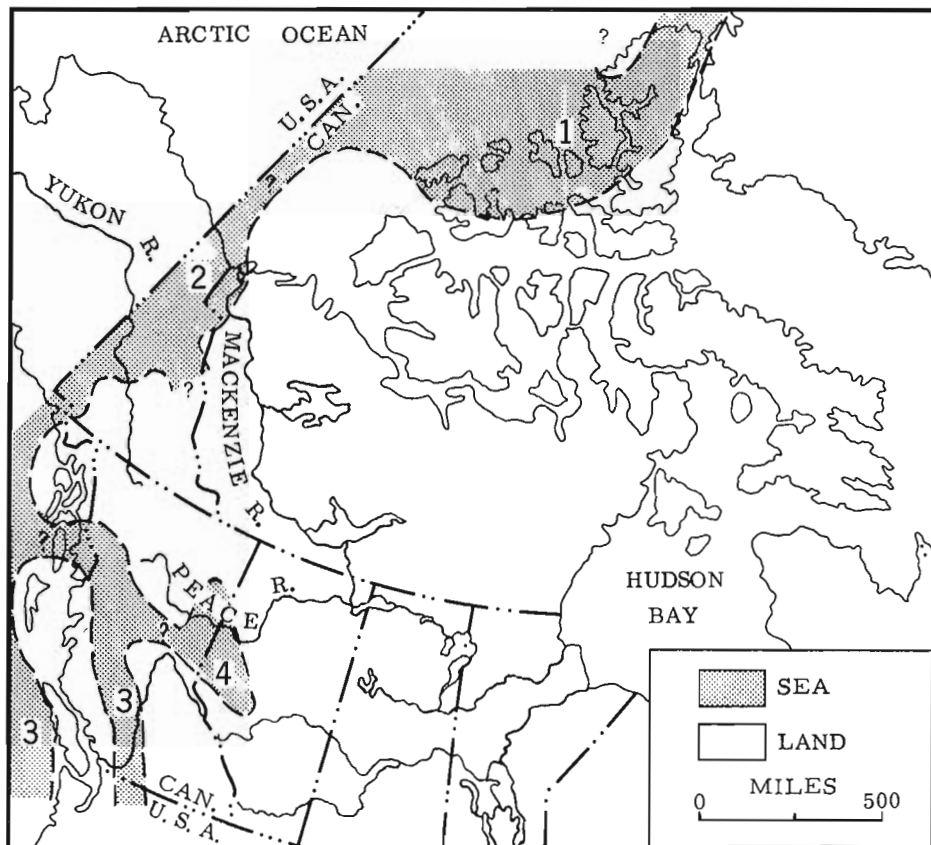 ARCTIC OCEAN
?
U.S.A.
CAN.
1
?
YUKON R.
2
MACKENZIE R.
?
?
PEACE R.
?
HUDSON
BAY
4
3
3
SEA
LAND
MILES
0 500
CAN.
U.S.A.